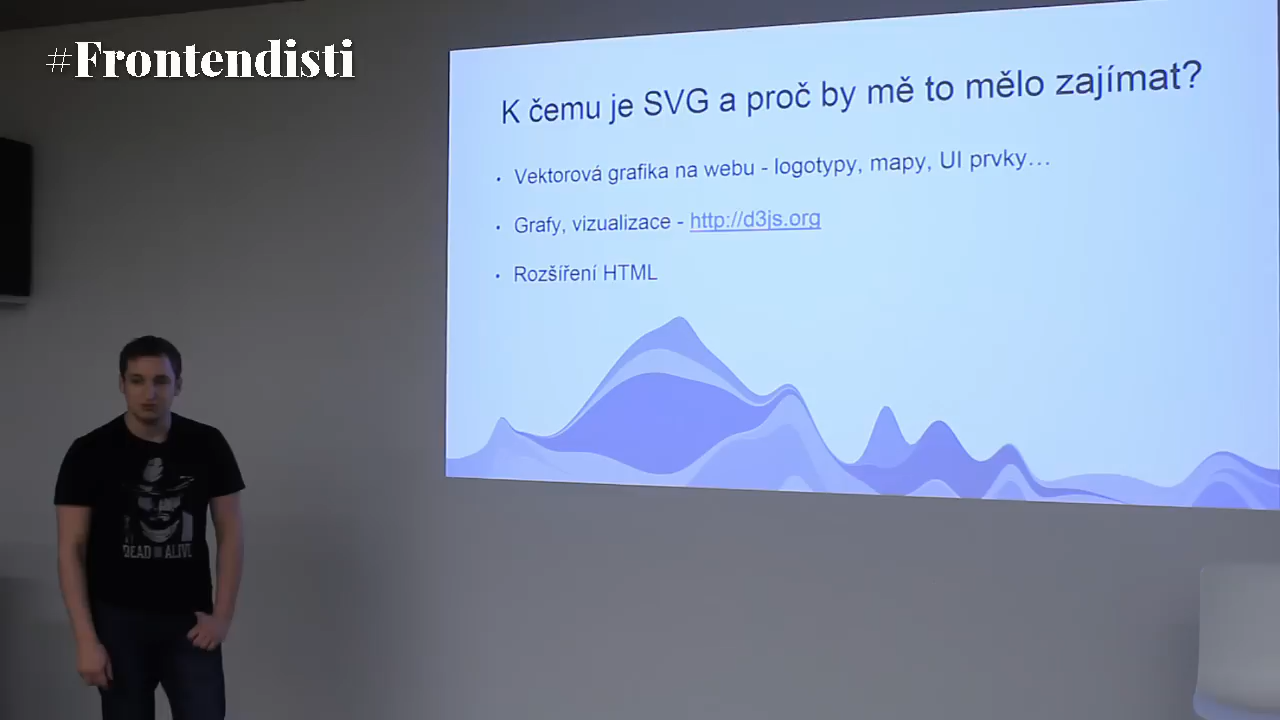 #Frontendisti
K čemu je SVG a proč by mě to mělo zajímat?
• Vektorová grafika na webu - logotypy, mapy, UI prvky…
• Grafy, vizualizace - http://d3js.org
• Rozšíření HTML
DEAD OR ALIVE